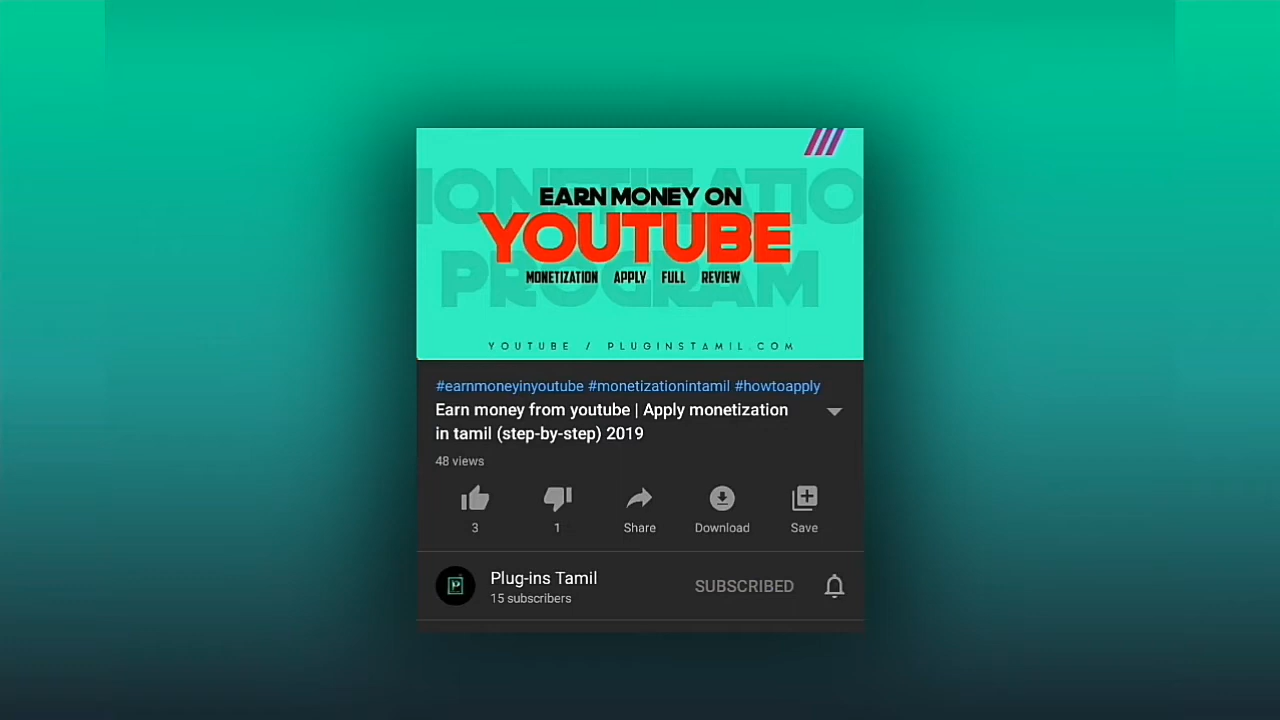 MONETIZATIO
EARN MONEY ON
YOUTUBE
MONETIZATION APPLY FULL REVIEW
PROGRAM
YOUTUBE / PLUGINSTAMIL.COM
#earnmoneyinyoutube #monetizationintamil #howtoapply
Earn money from youtube | Apply monetization
in tamil (step-by-step) 2019
48 views
3 1 Share Download Save
P
Plug-ins Tamil SUBSCRIBED
15 subscribers